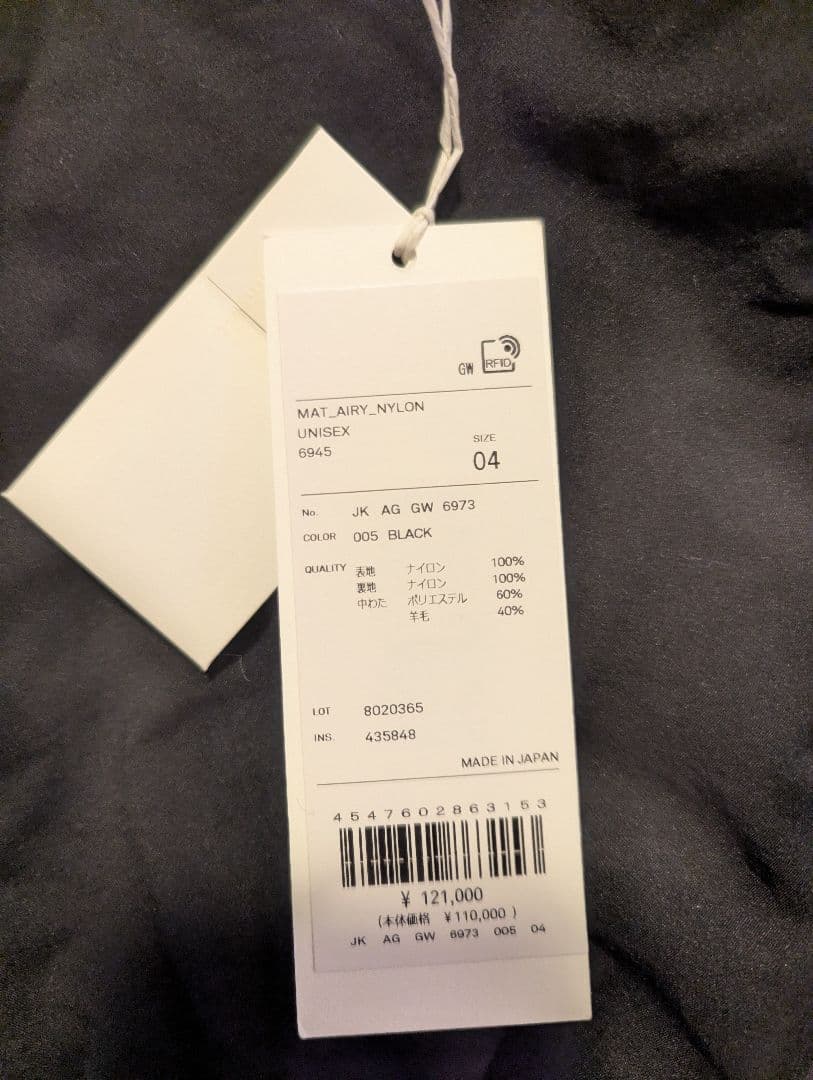 GW RFID
MAT_AIRY_NYLON
UNISEX
6945
SIZE
04
No. JK AG GW 6973
COLOR 005 BLACK
QUALITY 表地 ナイロン 100%
裏地 ナイロン 100%
中わた ポリエステル 60%
羊毛 40%
LOT 8020365
INS. 435848
MADE IN JAPAN
4547602863153
¥ 121,000
(本体価格 ¥110,000 )
JK AG GW 6973 005 04